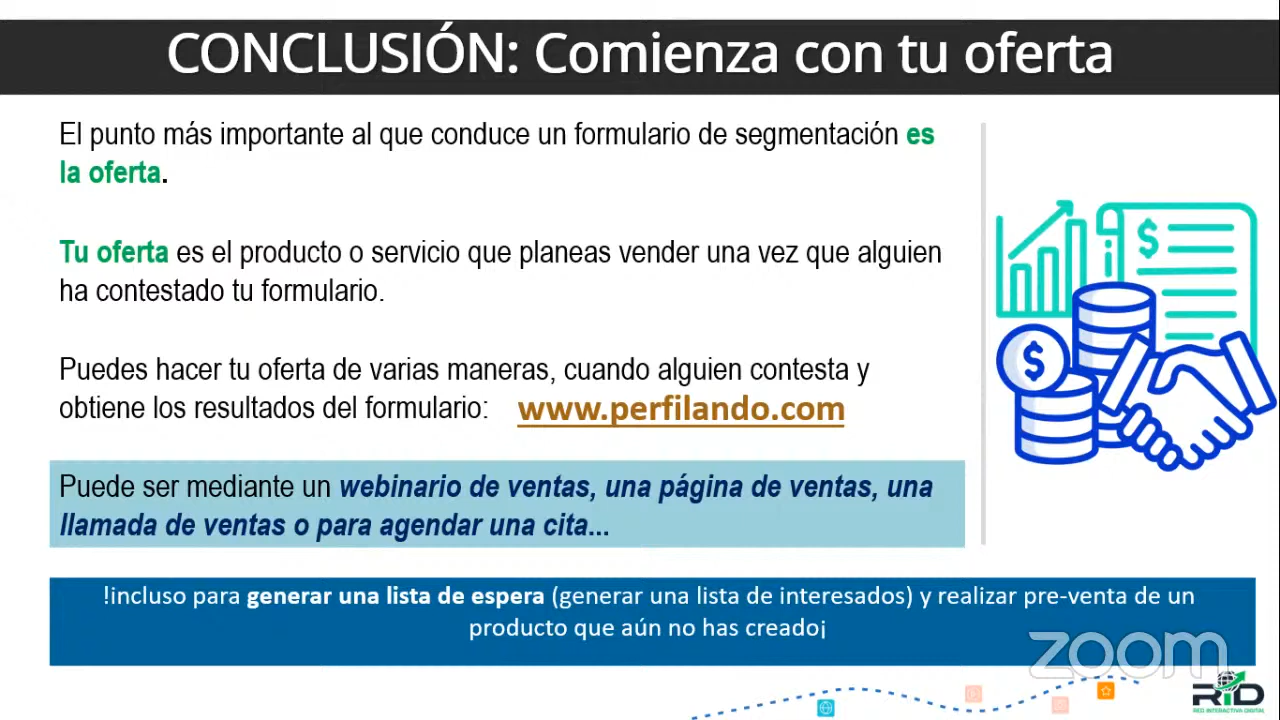 CONCLUSIÓN: Comienza con tu oferta
El punto más importante al que conduce un formulario de segmentación es
la oferta.
Tu oferta es el producto o servicio que planeas vender una vez que alguien
ha contestado tu formulario.
Puedes hacer tu oferta de varias maneras, cuando alguien contesta y
obtiene los resultados del formulario: www.perfilando.com
Puede ser mediante un webinario de ventas, una página de ventas, una
llamada de ventas o para agendar una cita...
!incluso para generar una lista de espera (generar una lista de interesados) y realizar pre-venta de un
producto que aún no has creado¡
zoom
RID
RED INTERACTIVA DIGITAL